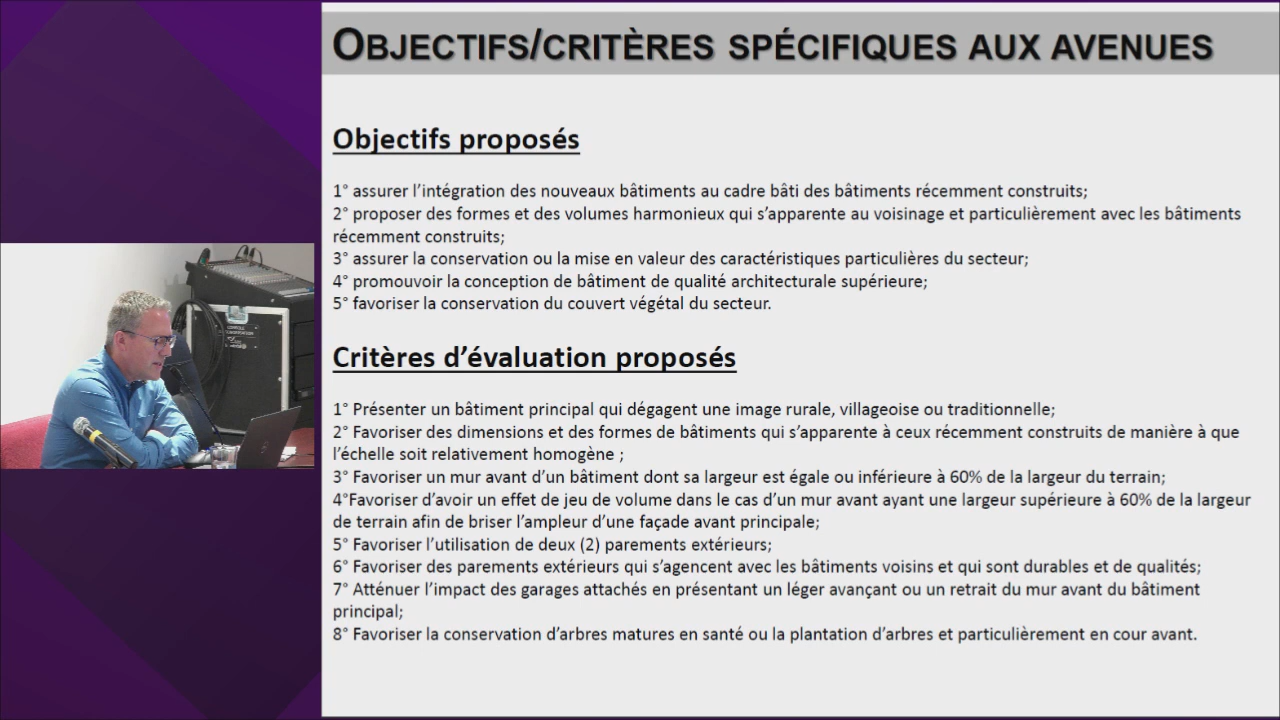 OBJECTIFS/CRITÈRES SPÉCIFIQUES AUX AVENUES
Objectifs proposés
1° assurer l'intégration des nouveaux bâtiments au cadre bâti des bâtiments récemment construits;
2° proposer des formes et des volumes harmonieux qui s'apparente au voisinage et particulièrement avec les bâtiments
récemment construits;
3° assurer la conservation ou la mise en valeur des caractéristiques particulières du secteur;
4° promouvoir la conception de bâtiment de qualité architecturale supérieure;
5° favoriser la conservation du couvert végétal du secteur.
Critères d'évaluation proposés
1° Présenter un bâtiment principal qui dégagent une image rurale, villageoise ou traditionnelle;
2° Favoriser des dimensions et des formes de bâtiments qui s'apparente à ceux récemment construits de manière à que
l'échelle soit relativement homogène ;
3° Favoriser un mur avant d'un bâtiment dont sa largeur est égale ou inférieure à 60% de la largeur du terrain;
4°Favoriser d'avoir un effet de jeu de volume dans le cas d'un mur avant ayant une largeur supérieure à 60% de la largeur
de terrain afin de briser l'ampleur d'une façade avant principale;
5° Favoriser l'utilisation de deux (2) parements extérieurs;
6° Favoriser des parements extérieurs qui s'agencent avec les bâtiments voisins et qui sont durables et de qualités;
7° Atténuer l'impact des garages attachés en présentant un léger avançant ou un retrait du mur avant du bâtiment
principal;
8° Favoriser la conservation d'arbres matures en santé ou la plantation d'arbres et particulièrement en cour avant.